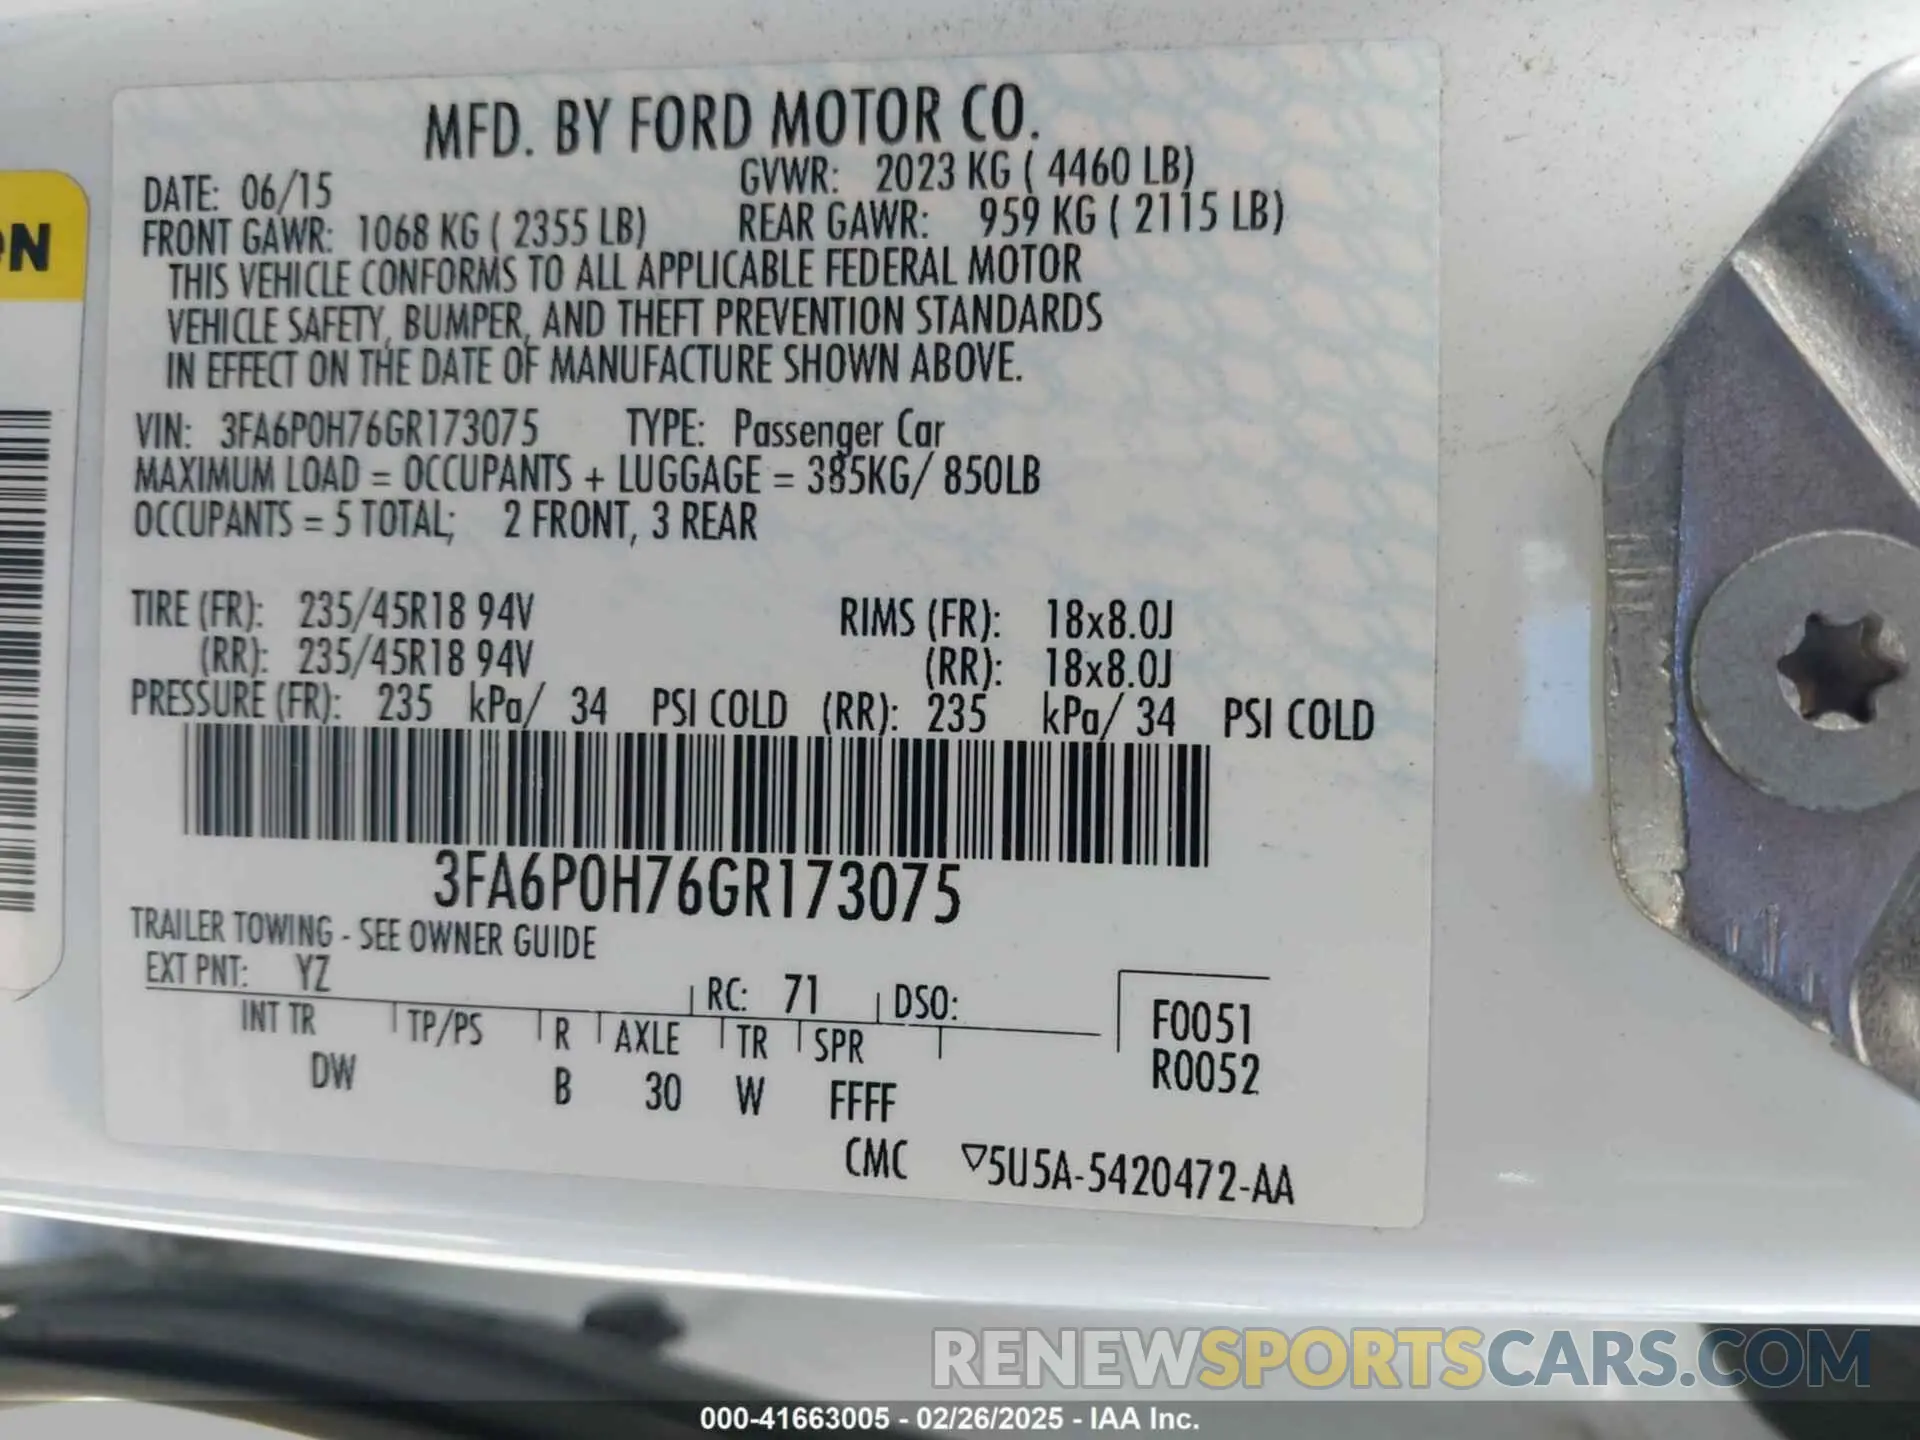 MFD. BY FORD MOTOR CO.
DATE: 06/15 GVWR: 2023 KG ( 4460 LB)
FRONT GAWR: 1068 KG ( 2355 LB) REAR GAWR: 959 KG ( 2115 LB)
THIS VEHICLE CONFORMS TO ALL APPLICABLE FEDERAL MOTOR
VEHICLE SAFETY, BUMPER, AND THEFT PREVENTION STANDARDS
IN EFFECT ON THE DATE OF MANUFACTURE SHOWN ABOVE.
VIN: 3FA6P0H76GR173075 TYPE: Passenger Car
MAXIMUM LOAD = OCCUPANTS + LUGGAGE = 385KG/ 850LB
OCCUPANTS = 5 TOTAL; 2 FRONT, 3 REAR
TIRE (FR): 235/45R18 94V RIMS (FR): 18x8.0J
(RR): 235/45R18 94V (RR): 18x8.0J
PRESSURE (FR): 235 kPa/ 34 PSI COLD (RR): 235 kPa/ 34 PSI COLD
3FA6P0H76GR173075
TRAILER TOWING - SEE OWNER GUIDE
EXT PNT: YZ RC: 71 DSO:
INT TR TP/PS R AXLE TR SPR
DW B 30 W FFFF
F0051
R0052
CMC ▽5U5A-5420472-AA
RENEWSPORTSCARS.COM
000-41663005 - 02/26/2025 - IAA Inc.